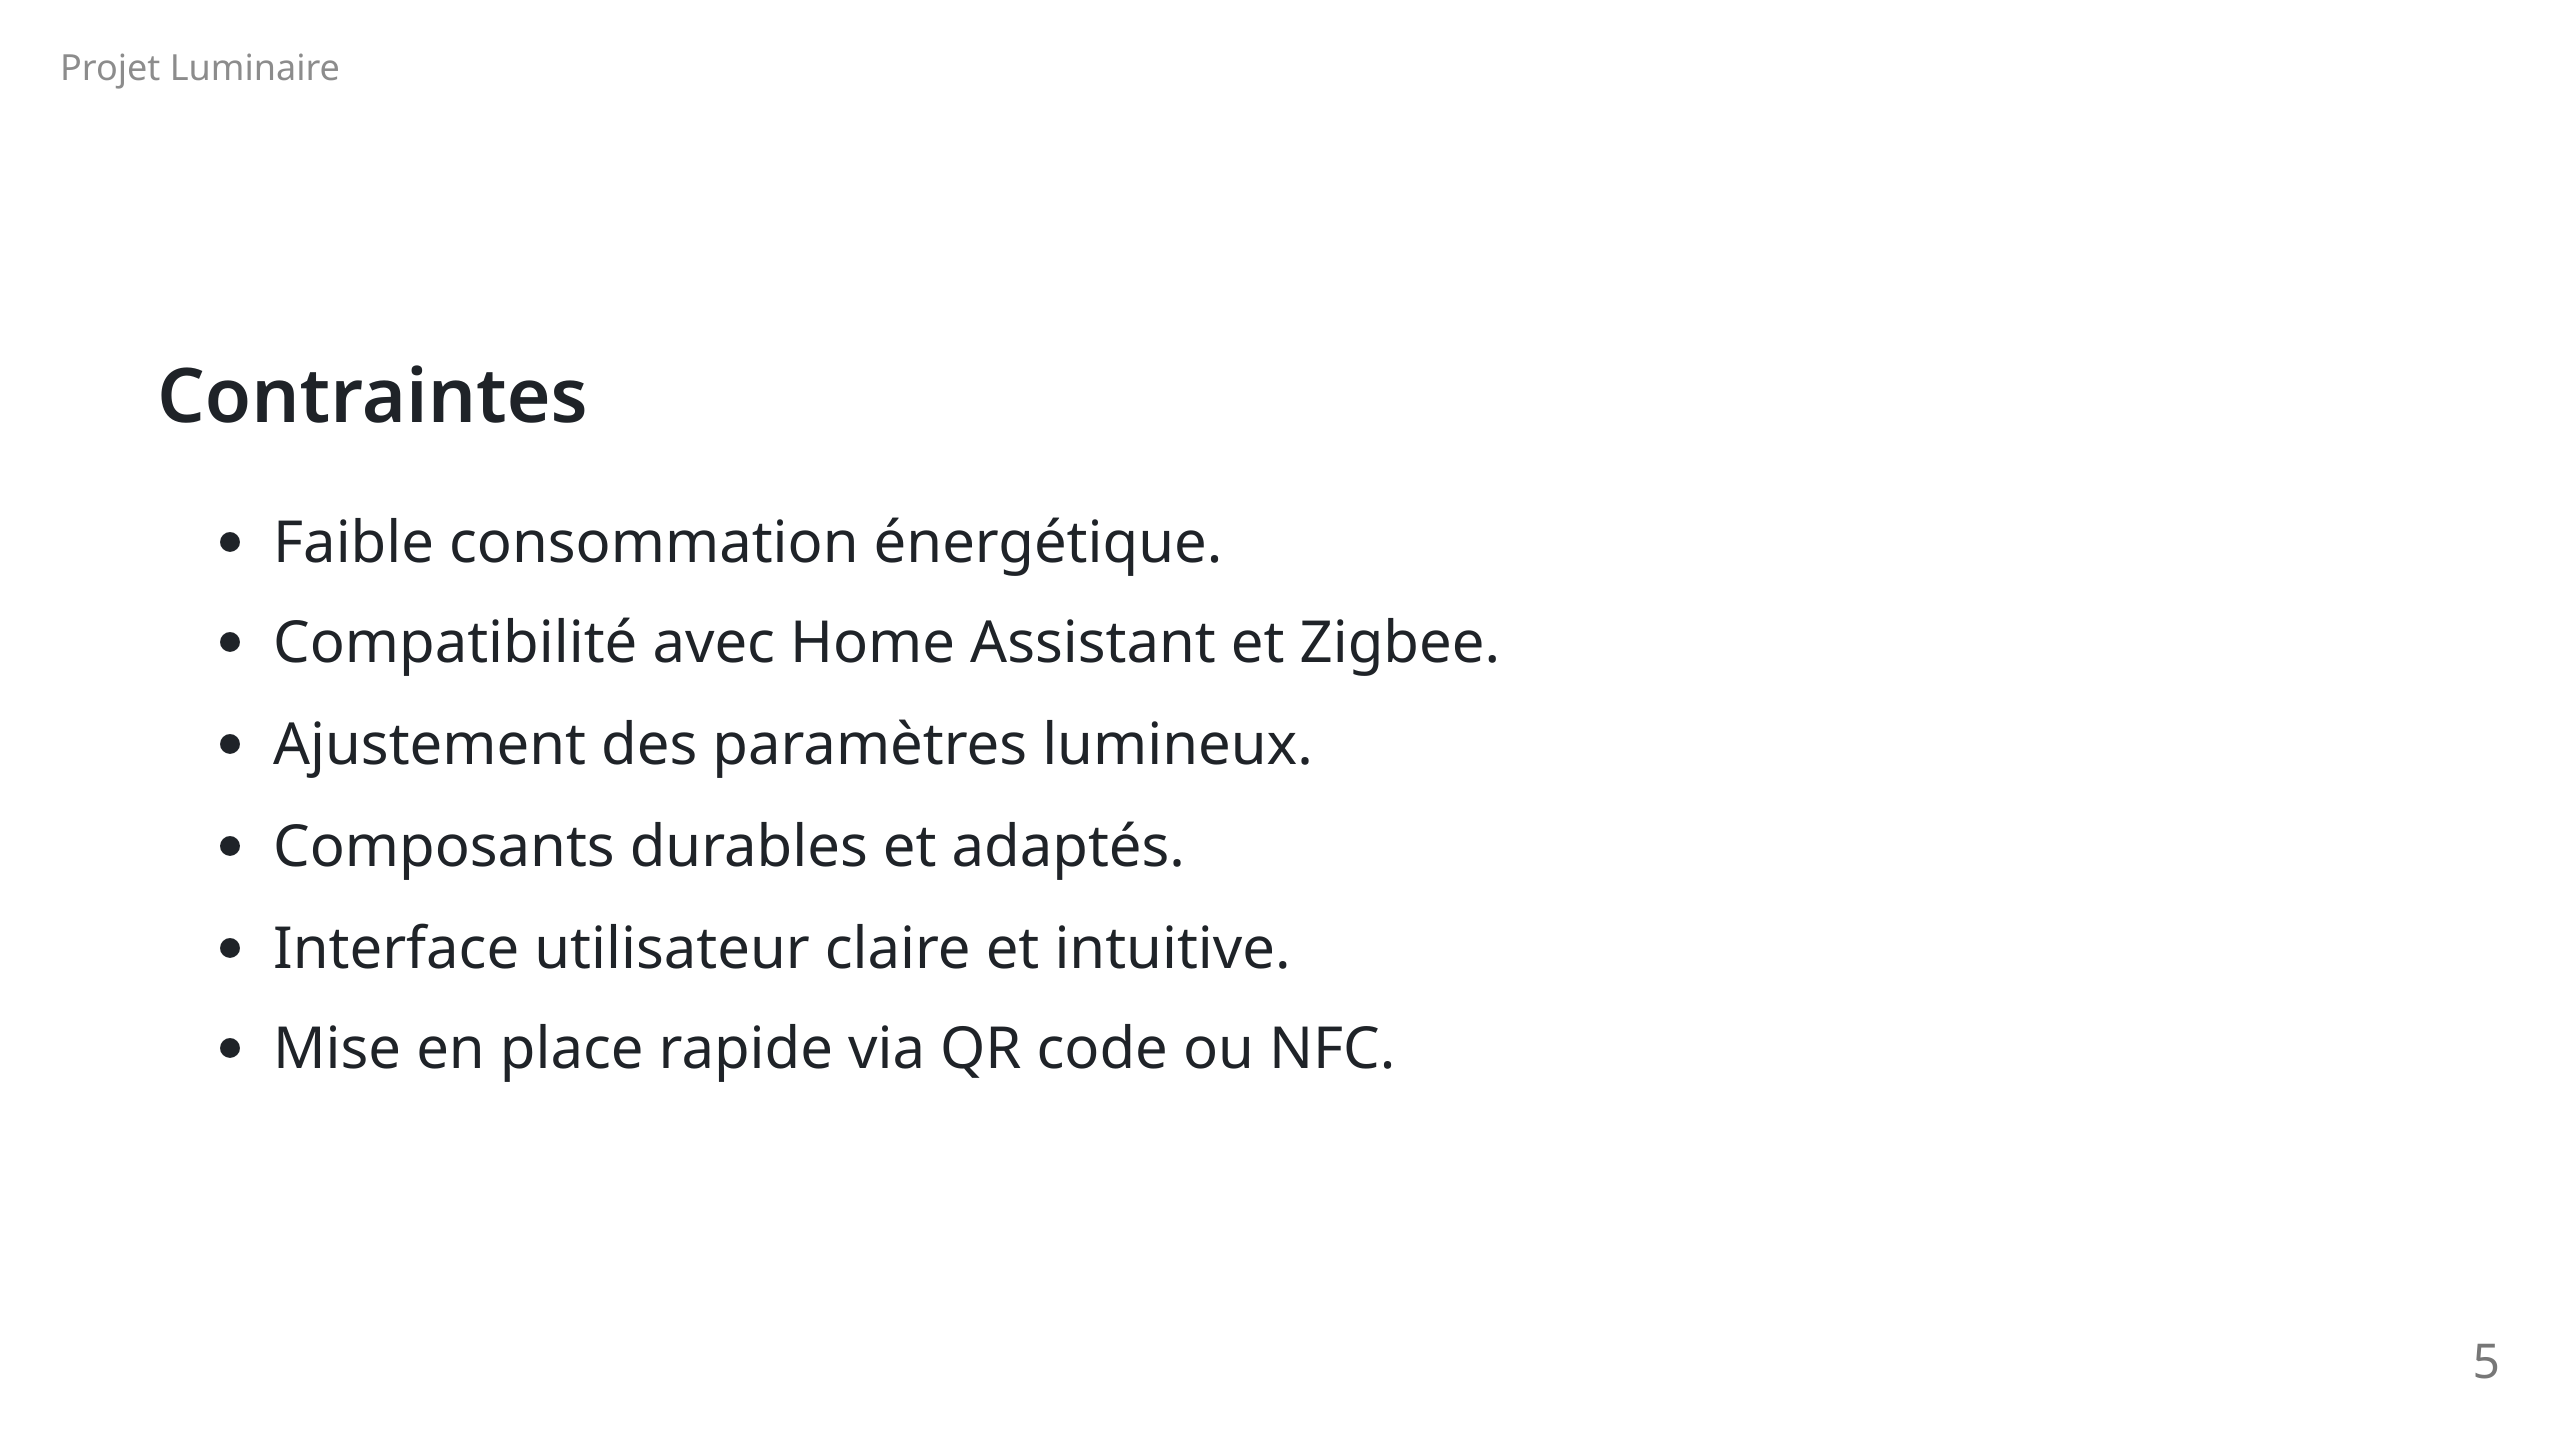 Projet Luminaire
Contraintes
• Faible consommation énergétique.
• Compatibilité avec Home Assistant et Zigbee.
• Ajustement des paramètres lumineux.
• Composants durables et adaptés.
• Interface utilisateur claire et intuitive.
• Mise en place rapide via QR code ou NFC.
5